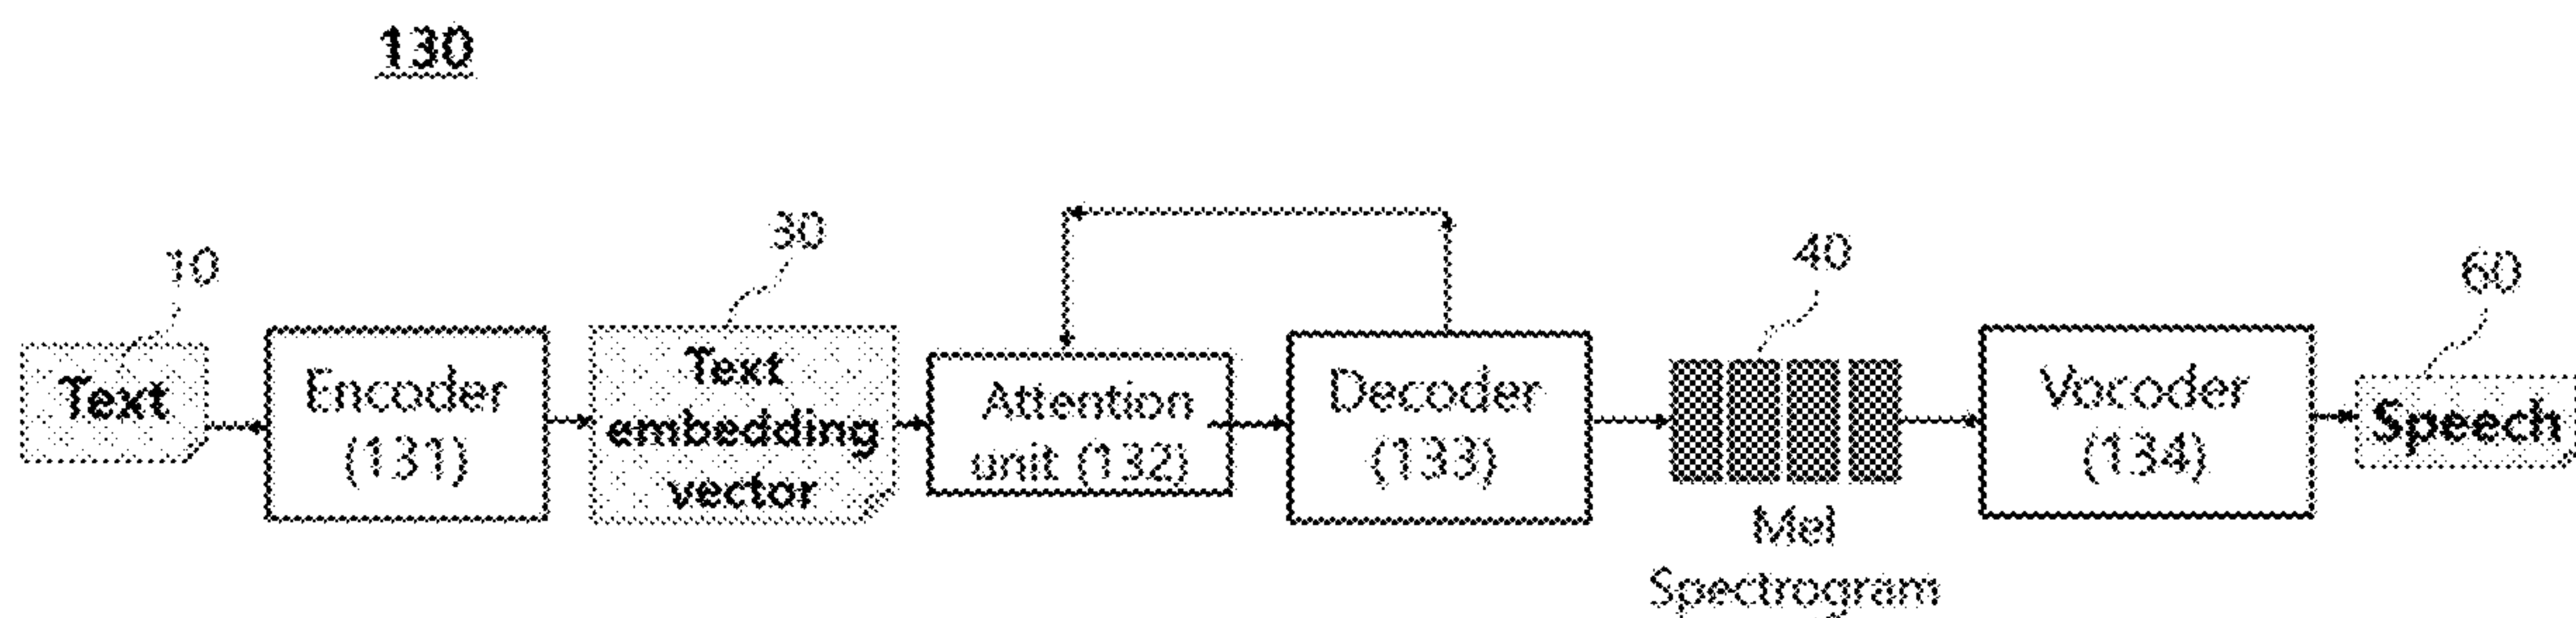 130
10
30
40
60
Text
Encoder
(131)
Text
embedding
vector
Attention
unit (132)
Decoder
(133)
Mel
Spectrogram
Vocoder
(134)
Speech